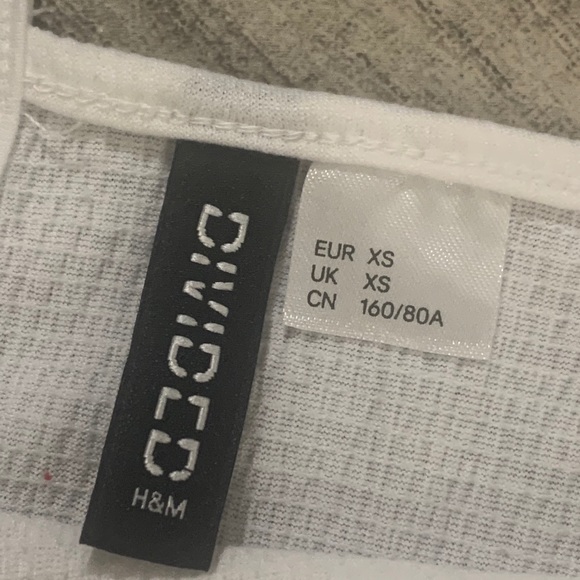 DIVIDED
H&M
EUR XS
UK XS
CN 160/80A